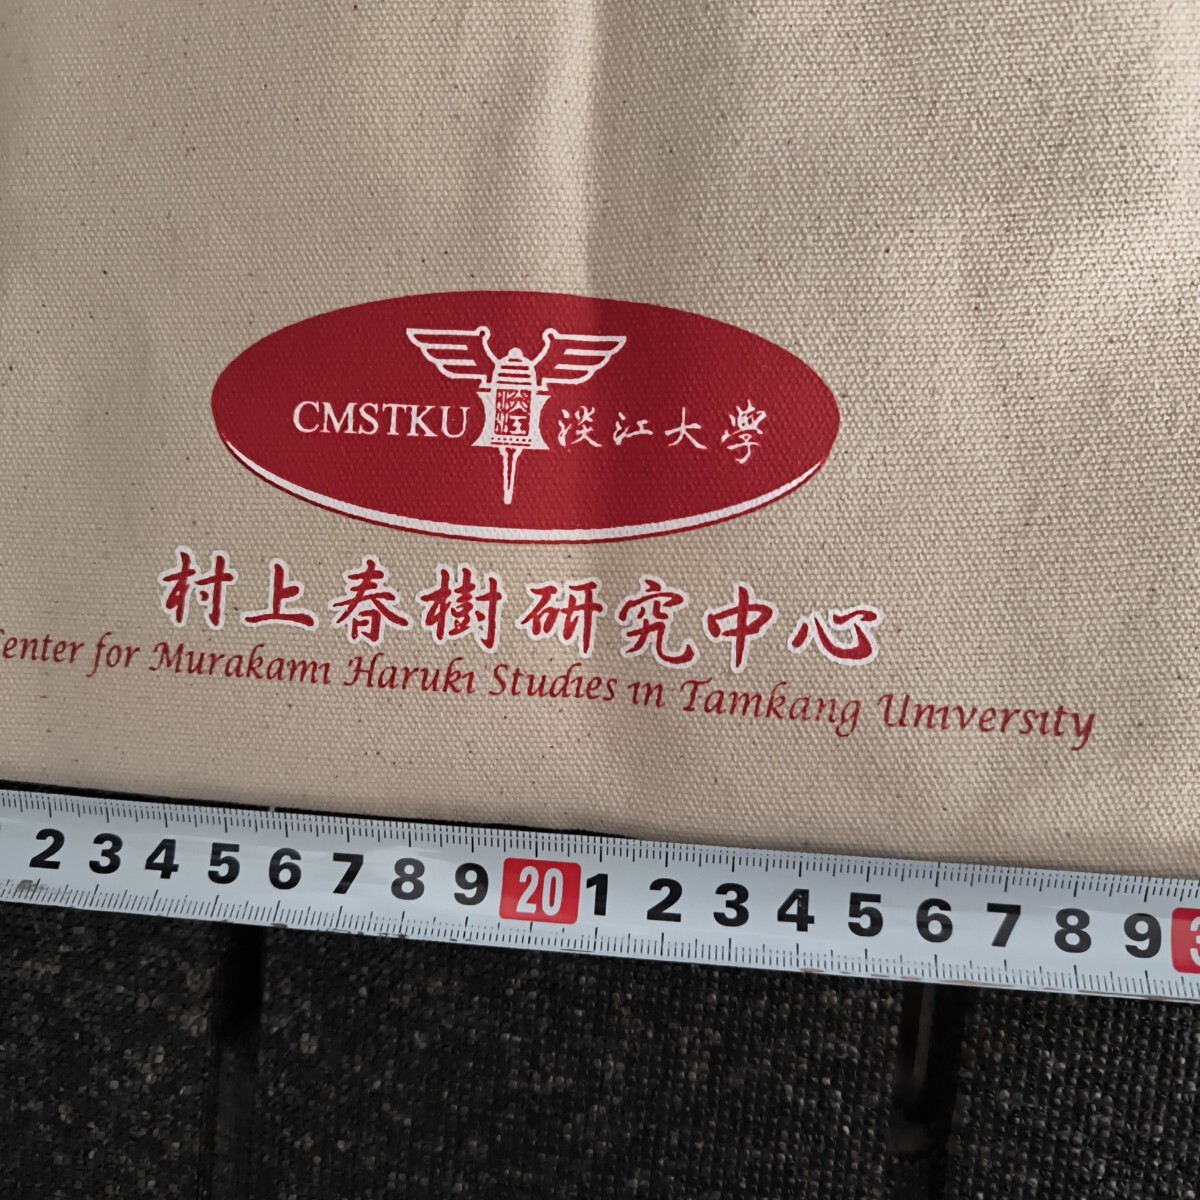 CMSTKU 淡江 淡江大學
村上春樹研究中心
Center for Murakami Haruki Studies in Tamkang University
2 3 4 5 6 7 8 9 20 1 2 3 4 5 6 7 8 9